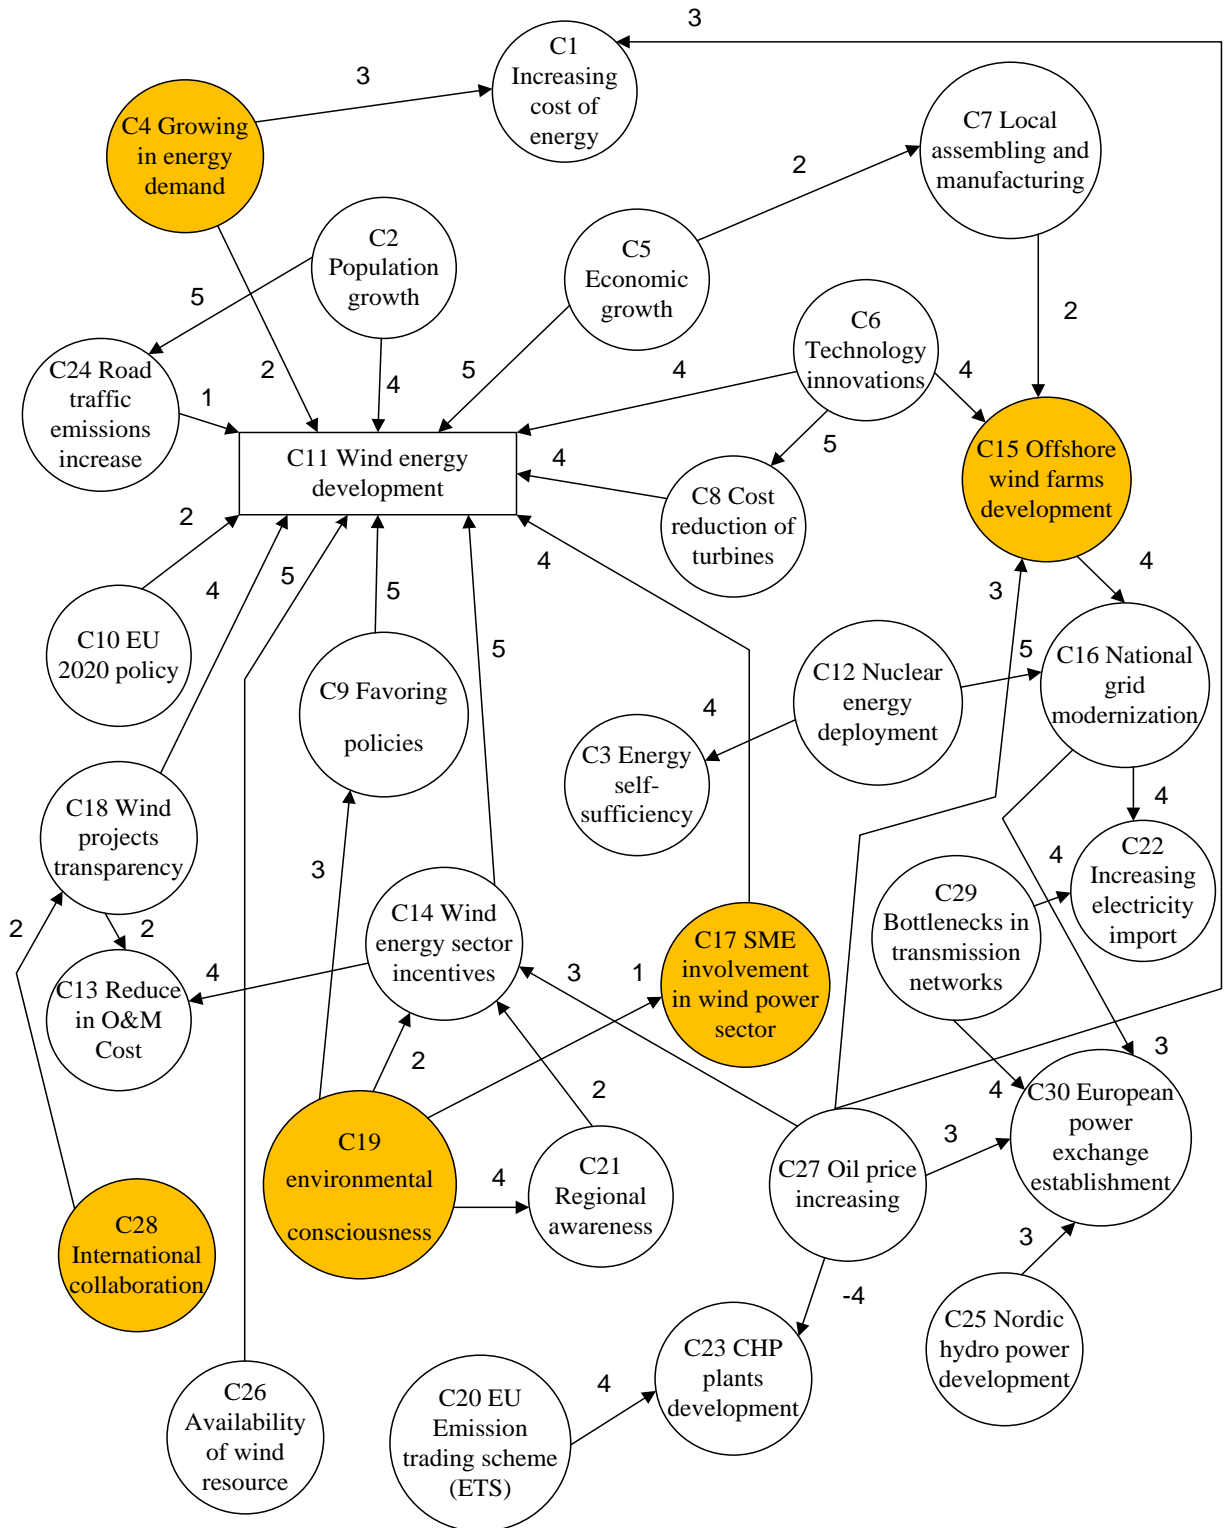 3
C1
Increasing
cost of
energy
3
C4 Growing
in energy
demand
C7 Local
assembling and
manufacturing
2
C2
Population
growth
C5
Economic
growth
5
C6
Technology
innovations
2
C24 Road
traffic
emissions
increase
2
4
5
4
4
1
C11 Wind energy
development
4
5
C8 Cost
reduction of
turbines
C15 Offshore
wind farms
development
2
4
5
5
4
3
4
C10 EU
2020 policy
C9 Favoring
policies
5
C12 Nuclear
energy
deployment
5
C16 National
grid
modernization
4
C3 Energy
self-
sufficiency
C18 Wind
projects
transparency
4
4
C22
Increasing
electricity
import
3
C14 Wind
energy sector
incentives
C29
Bottlenecks in
transmission
networks
2
2
C17 SME
involvement
in wind power
sector
4
3
1
C13 Reduce
in O&M
Cost
2
2
4
3
C30 European
power
exchange
establishment
C19
environmental
consciousness
4
C21
Regional
awareness
C27 Oil price
increasing
3
C28
International
collaboration
3
-4
C25 Nordic
hydro power
development
C23 CHP
plants
development
4
C26
Availability
of wind
resource
C20 EU
Emission
trading scheme
(ETS)